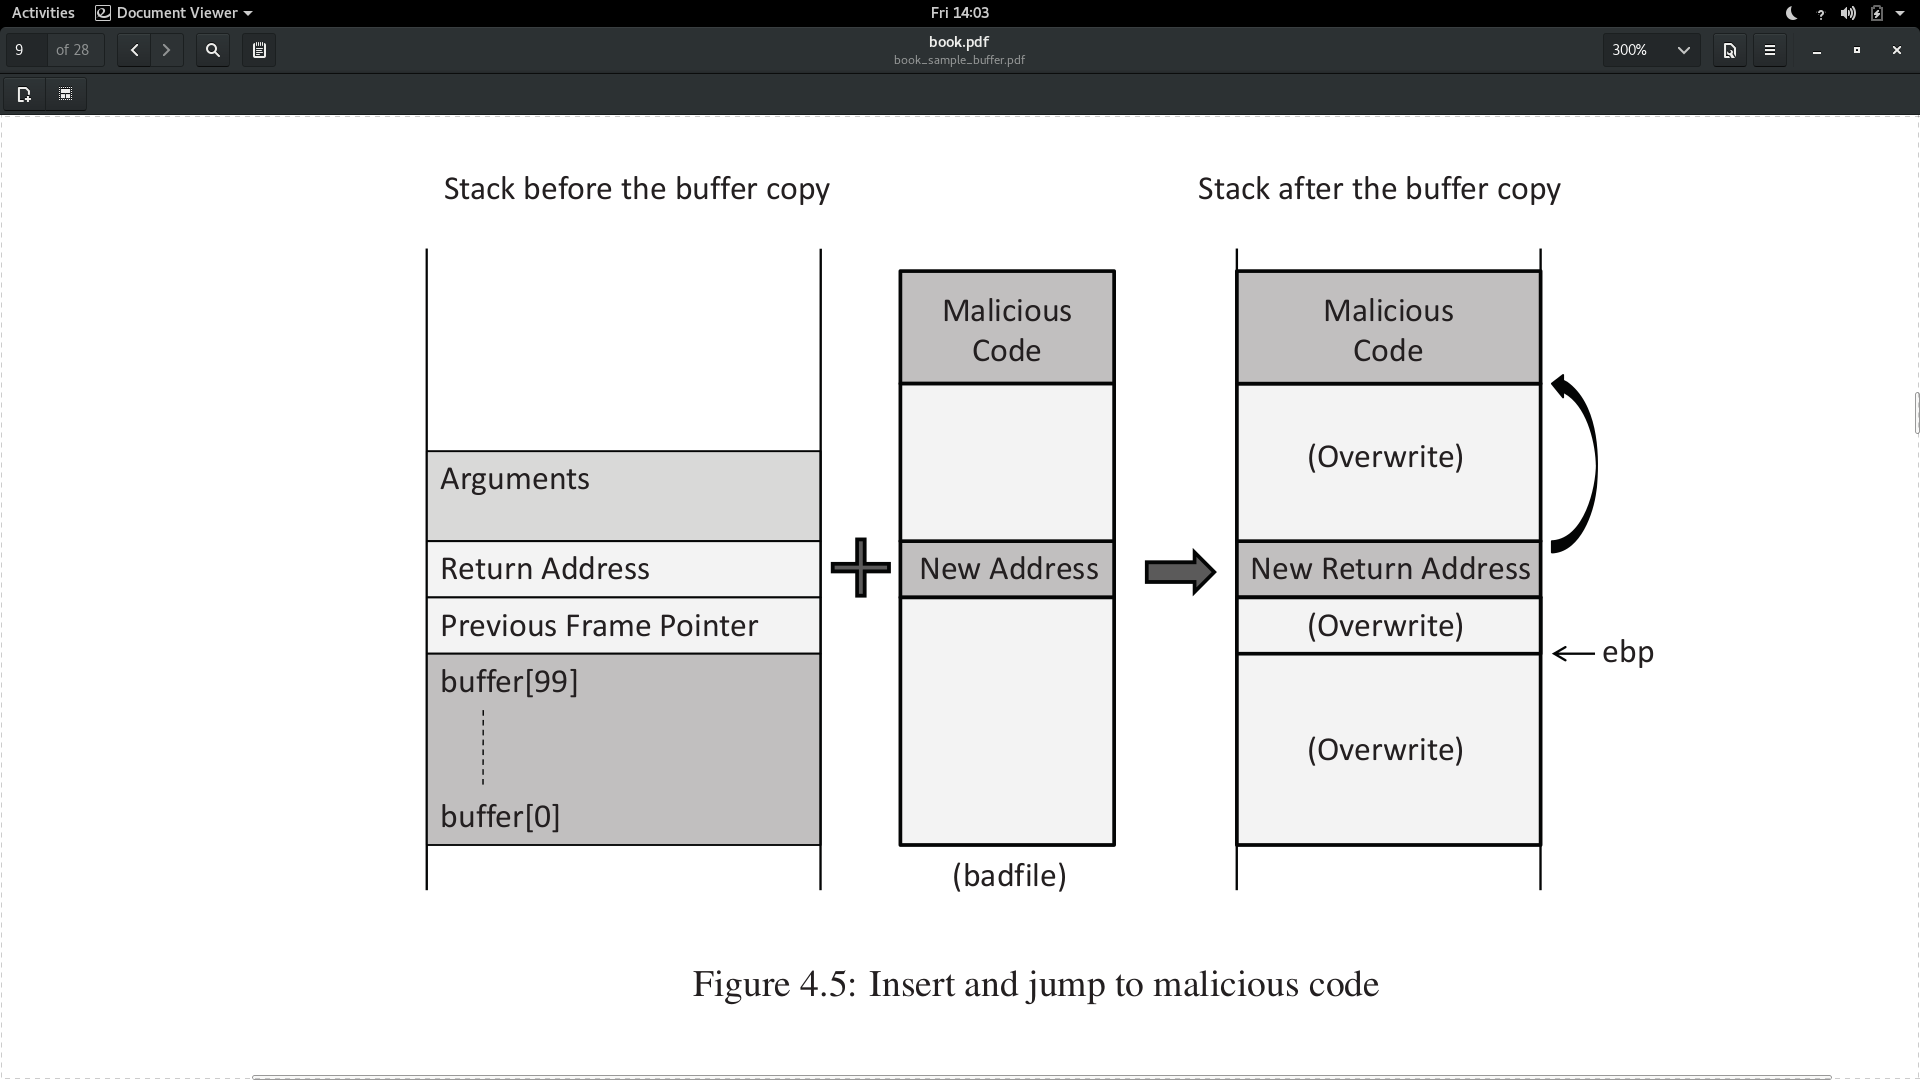 Activities Document Viewer Fri 14:03 ?
9 of 28 book.pdf 300%
book_sample_buffer.pdf
Stack before the buffer copy Stack after the buffer copy
Malicious
Code
Malicious
Code
Arguments
(Overwrite)
Return Address New Address New Return Address
Previous Frame Pointer (Overwrite)
ebp
buffer[99]
(Overwrite)
buffer[0]
(badfile)
Figure 4.5: Insert and jump to malicious code